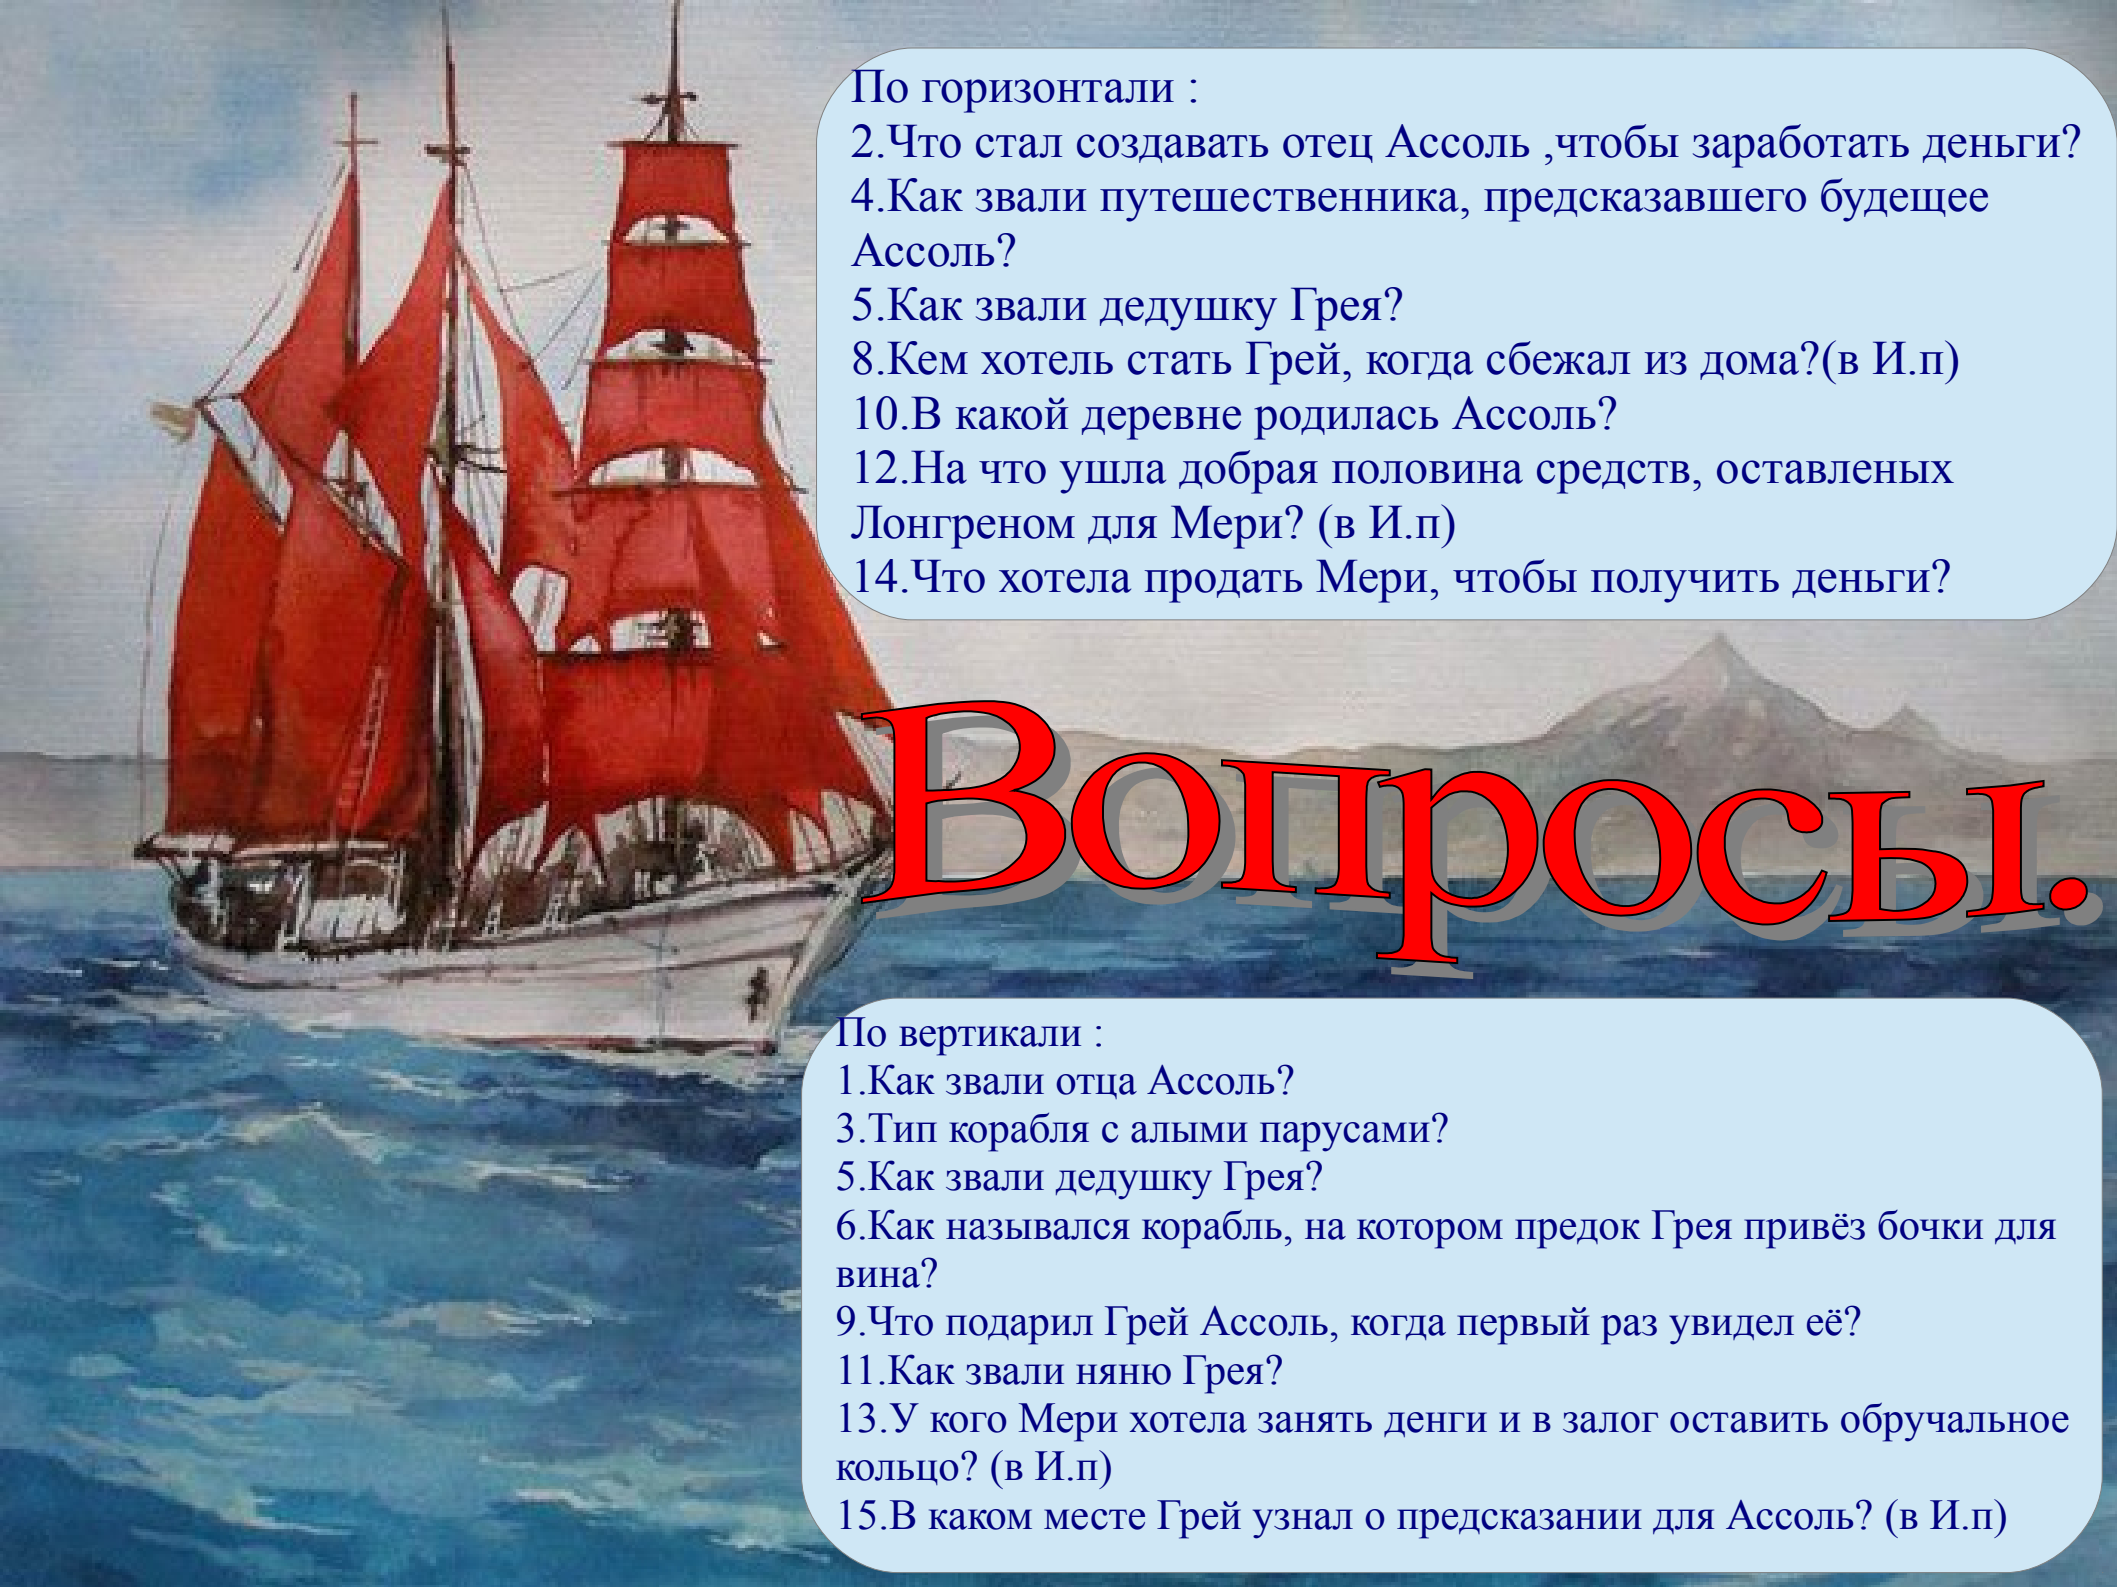 По горизонтали :
2.Что стал создавать отец Ассоль ,чтобы заработать деньги?
4.Как звали путешественника, предсказавшего будещее
Ассоль?
5.Как звали дедушку Грея?
8.Кем хотель стать Грей, когда сбежал из дома?(в И.п)
10.В какой деревне родилась Ассоль?
12.На что ушла добрая половина средств, оставленых
Лонгреном для Мери? (в И.п)
14.Что хотела продать Мери, чтобы получить деньги?
Вопросы.
По вертикали :
1.Как звали отца Ассоль?
3.Тип корабля с алыми парусами?
5.Как звали дедушку Грея?
6.Как назывался корабль, на котором предок Грея привёз бочки для
вина?
9.Что подарил Грей Ассоль, когда первый раз увидел её?
11.Как звали няню Грея?
13.У кого Мери хотела занять денги и в залог оставить обручальное
кольцо? (в И.п)
15.В каком месте Грей узнал о предсказании для Ассоль? (в И.п)